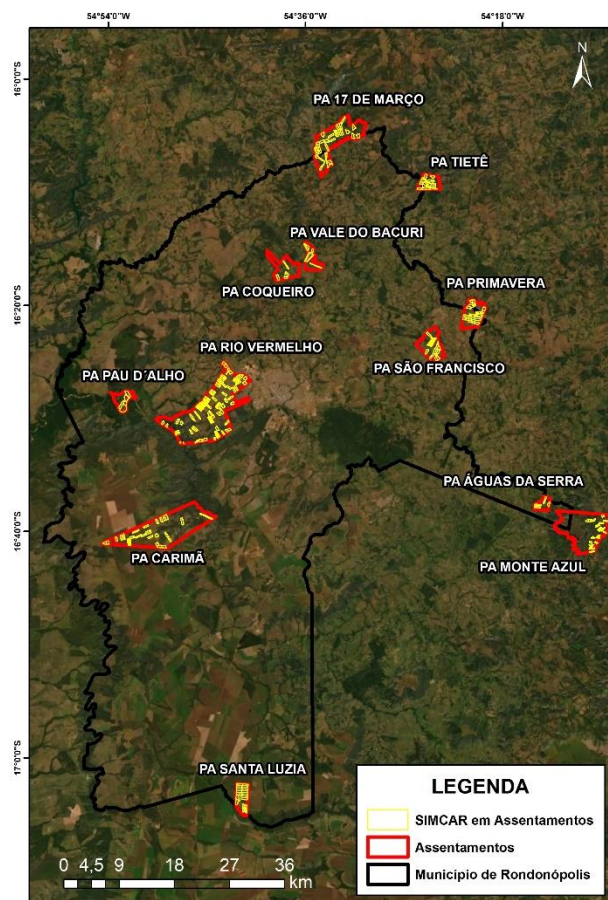 54°54'0"O 54°36'0"O 54°18'0"O
16°0'0"S
N
PA 17 DE MARÇO
PA TIETÊ
PA VALE DO BACURI
PA COQUEIRO
PA PRIMAVERA
16°20'0"S
PA RIO VERMELHO
PA SÃO FRANCISCO
PA PAU D´ALHO
PA ÁGUAS DA SERRA
16°40'0"S
PA CARIMÃ
PA MONTE AZUL
17°0'0"S
PA SANTA LUZIA
LEGENDA
SIMCAR em Assentamentos
Assentamentos
Município de Rondonópolis
0 4,5 9 18 27 36
km